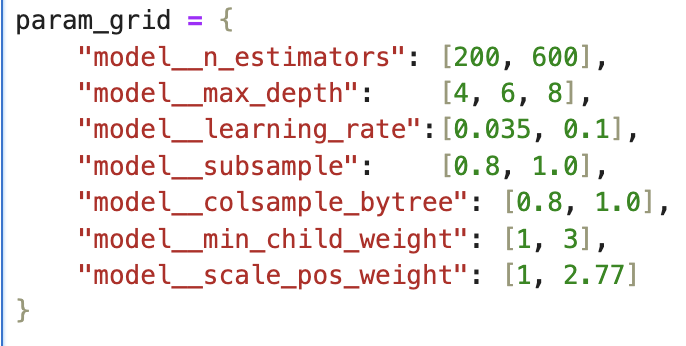 param_grid = {
    "model__n_estimators": [200, 600],
    "model__max_depth":    [4, 6, 8],
    "model__learning_rate":[0.035, 0.1],
    "model__subsample":    [0.8, 1.0],
    "model__colsample_bytree": [0.8, 1.0],
    "model__min_child_weight": [1, 3],
    "model__scale_pos_weight": [1, 2.77]
}